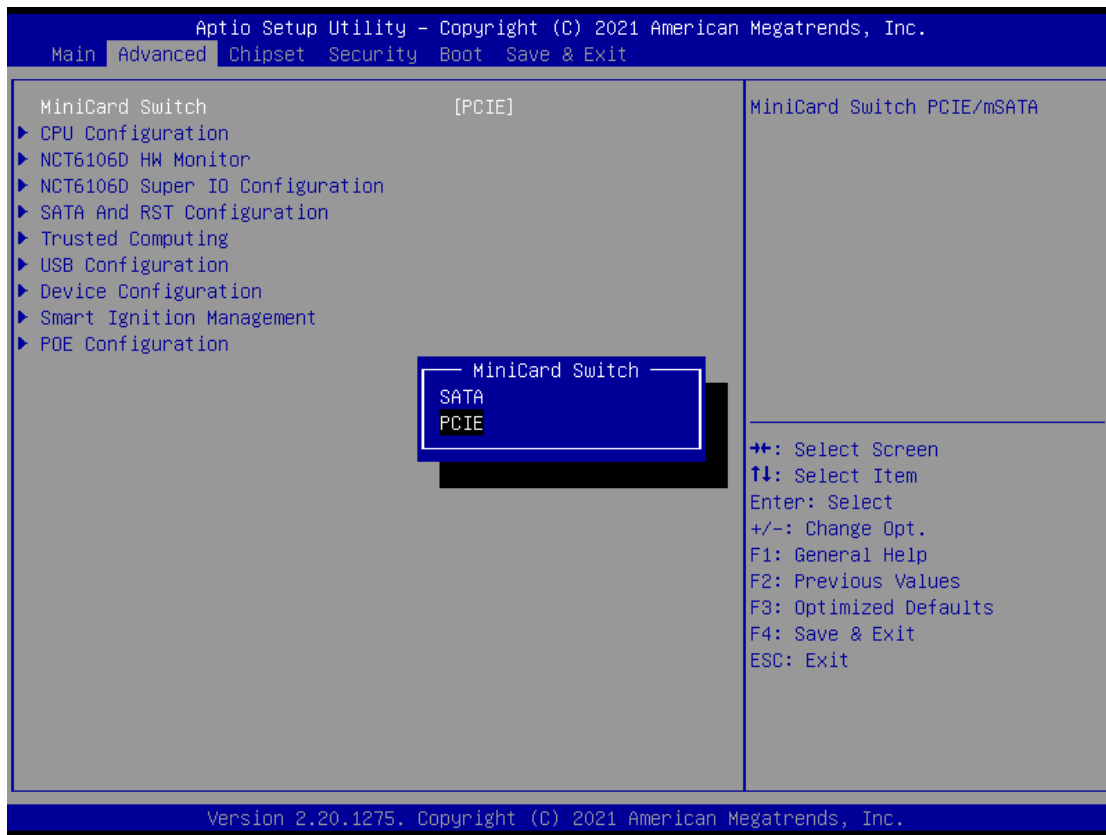 Aptio Setup Utility – Copyright (C) 2021 American Megatrends, Inc.
Main Advanced Chipset Security Boot Save & Exit
MiniCard Switch [PCIE]
▶ CPU Configuration
▶ NCT6106D HW Monitor
▶ NCT6106D Super IO Configuration
▶ SATA And RST Configuration
▶ Trusted Computing
▶ USB Configuration
▶ Device Configuration
▶ Smart Ignition Management
▶ POE Configuration
MiniCard Switch
SATA
PCIE
MiniCard Switch PCIE/mSATA
→←: Select Screen
↑↓: Select Item
Enter: Select
+/-: Change Opt.
F1: General Help
F2: Previous Values
F3: Optimized Defaults
F4: Save & Exit
ESC: Exit
Version 2.20.1275. Copyright (C) 2021 American Megatrends, Inc.